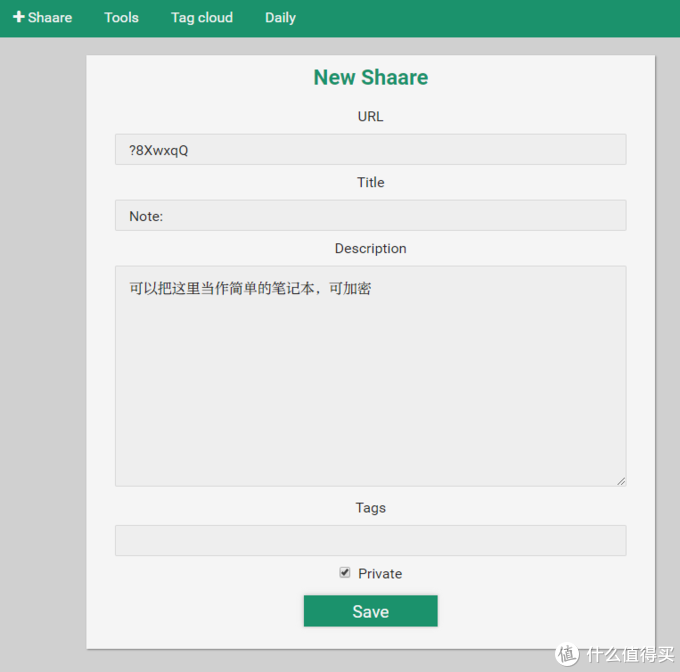 Shaare Tools Tag cloud Daily
New Shaare
URL
?8XwxqQ
Title
Note:
Description
可以把这里当作简单的笔记本，可加密
Tags
Private
Save
值 什么值得买